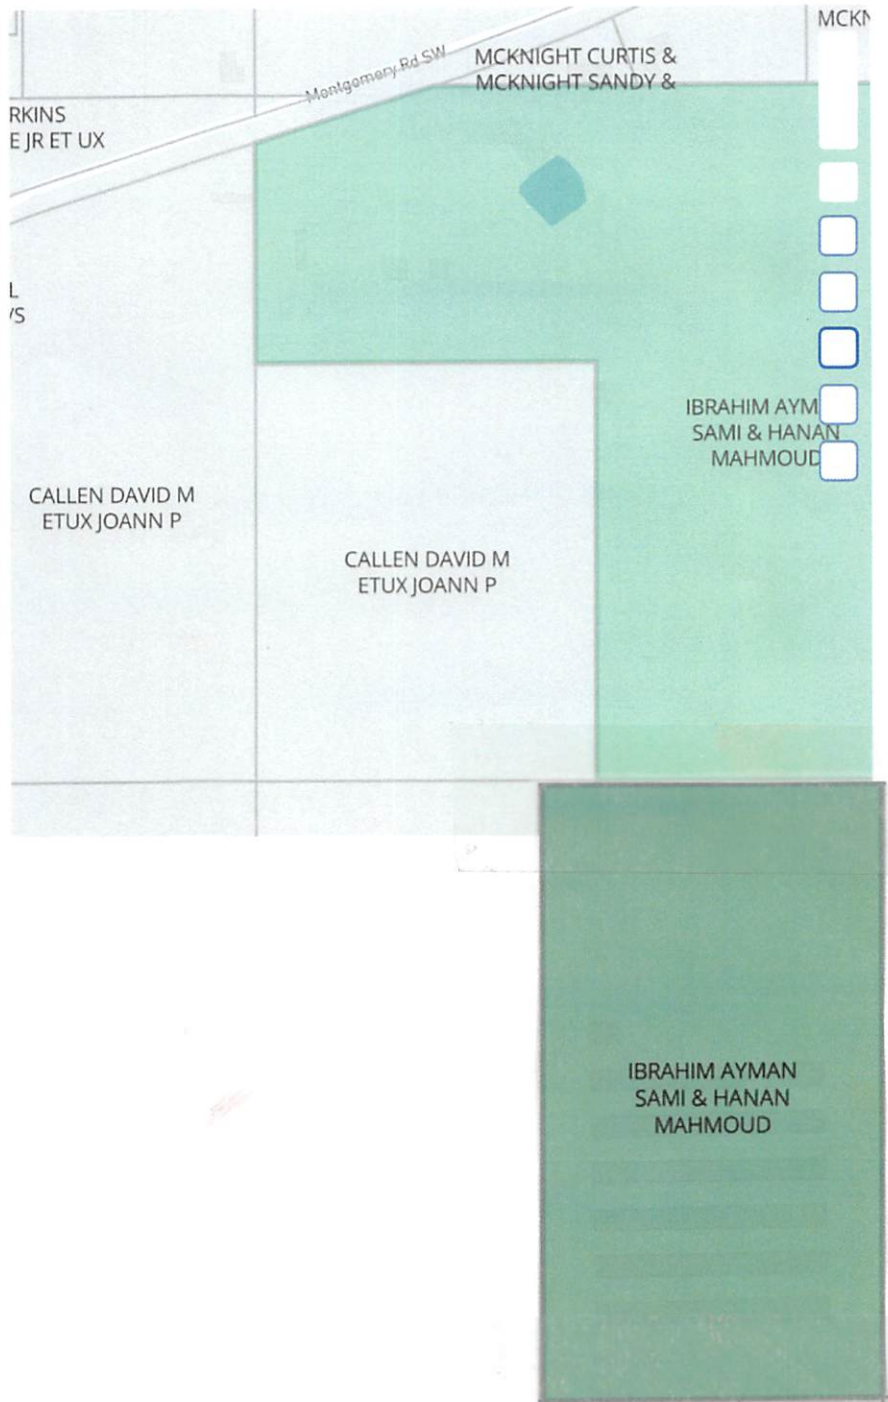 MCKN
MCKNIGHT CURTIS &
MCKNIGHT SANDY &
Montgomery Rd SW
RKINS
E JR ET UX
L
/S
IBRAHIM AYM
SAMI & HANAN
MAHMOUD
CALLEN DAVID M
ETUX JOANN P
CALLEN DAVID M
ETUX JOANN P
IBRAHIM AYMAN
SAMI & HANAN
MAHMOUD